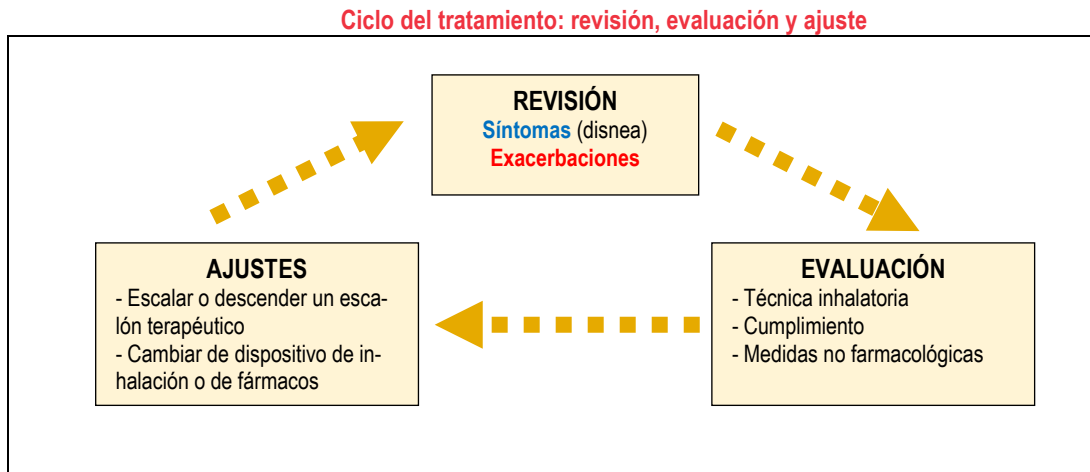 Ciclo del tratamiento: revisión, evaluación y ajuste
REVISIÓN
Síntomas (disnea)
Exacerbaciones
AJUSTES
- Escalar o descender un esca-
lón terapéutico
- Cambiar de dispositivo de in-
halación o de fármacos
EVALUACIÓN
- Técnica inhalatoria
- Cumplimiento
- Medidas no farmacológicas